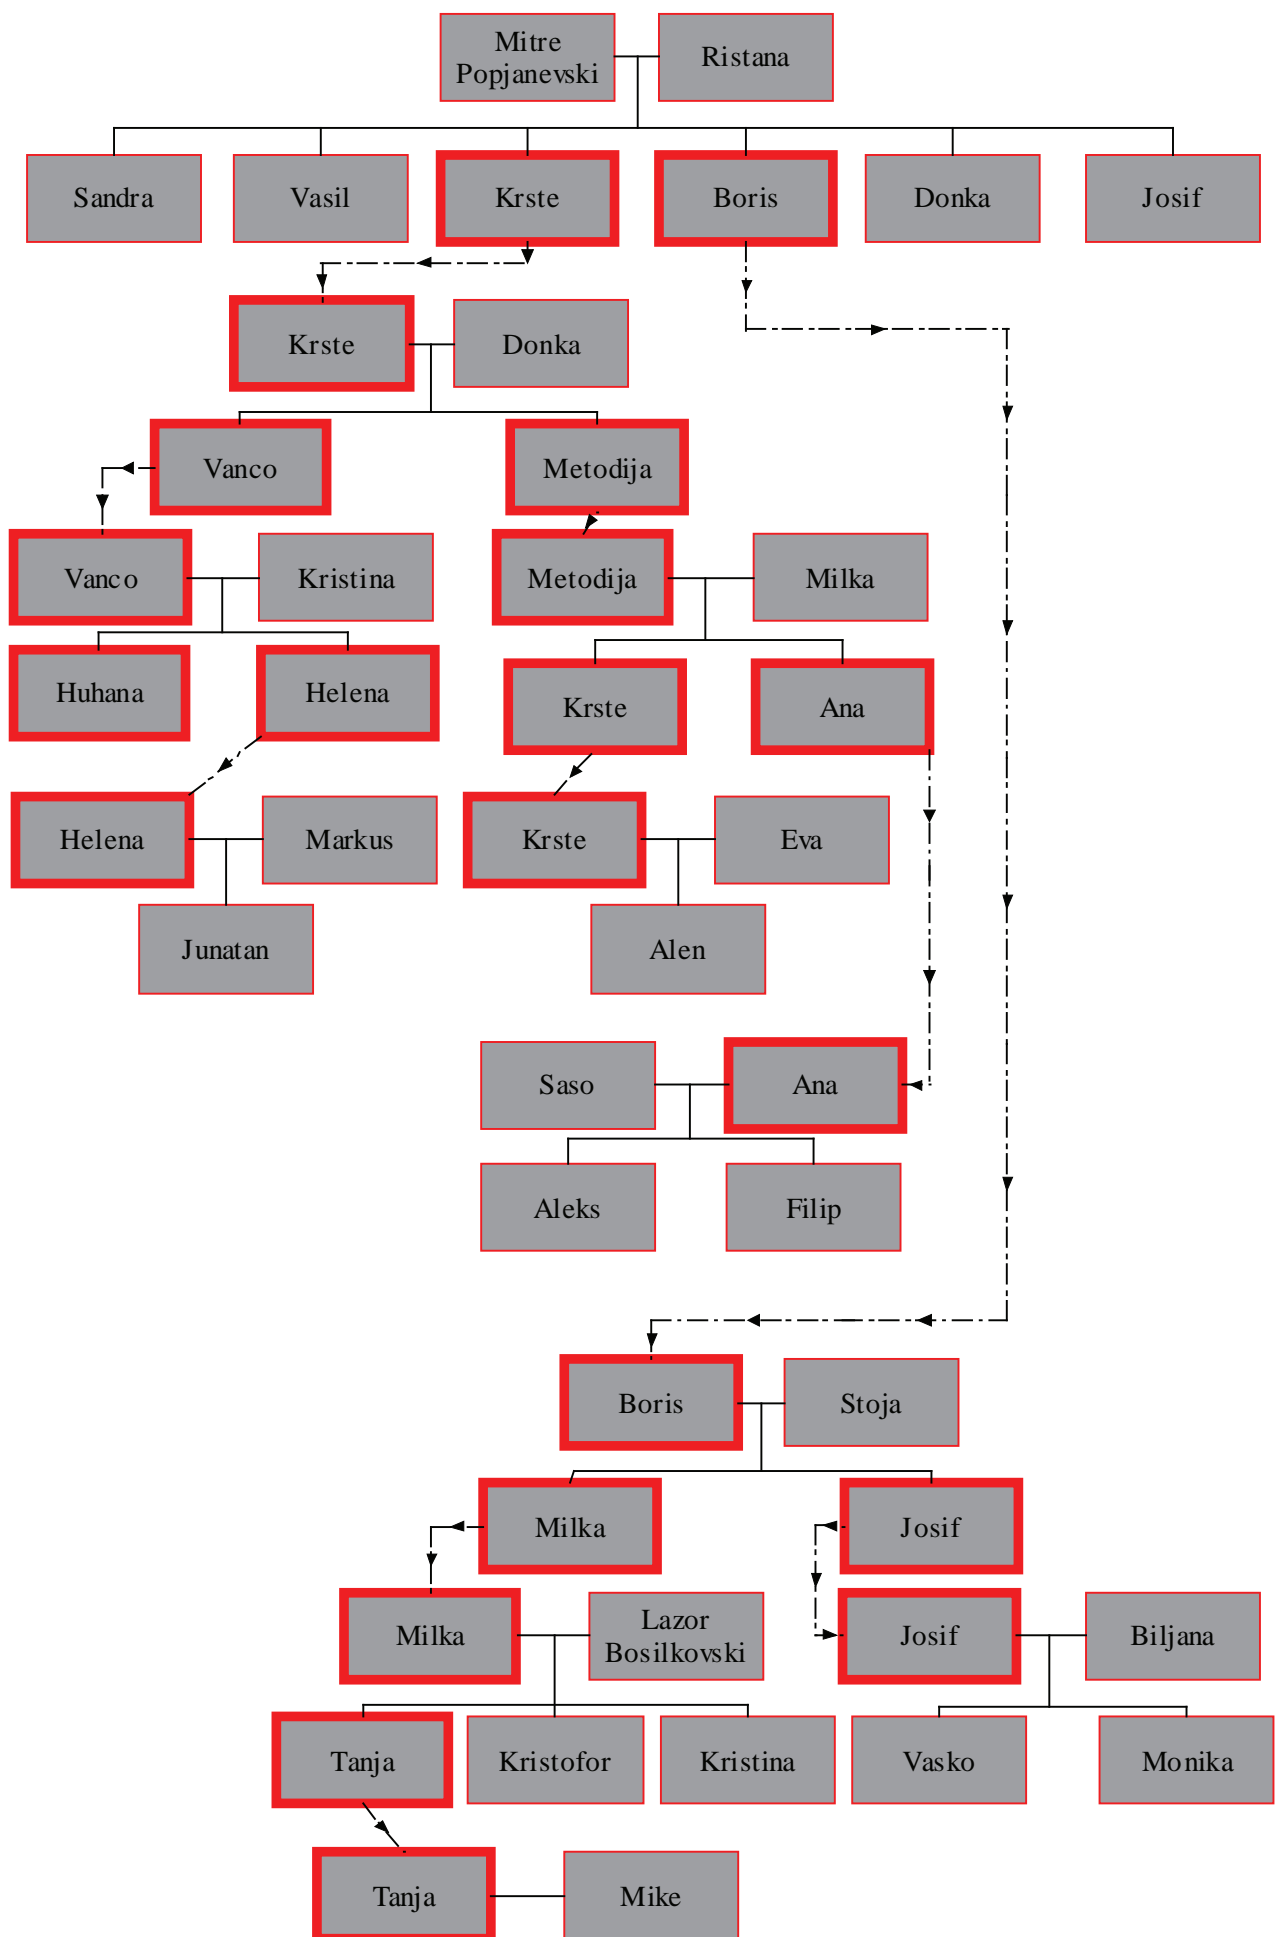 Mitre
Popjanevski
Ristana
Sandra
Vasil
Krste
Boris
Donka
Josif
Krste
Donka
Vanco
Metodija
Vanco
Kristina
Metodija
Milka
Huhana
Helena
Krste
Ana
Helena
Markus
Krste
Eva
Junatan
Alen
Saso
Ana
Aleks
Filip
Boris
Stoja
Milka
Josif
Milka
Lazor
Bosilkovski
Josif
Biljana
Tanja
Kristofor
Kristina
Vasko
Monika
Tanja
Mike